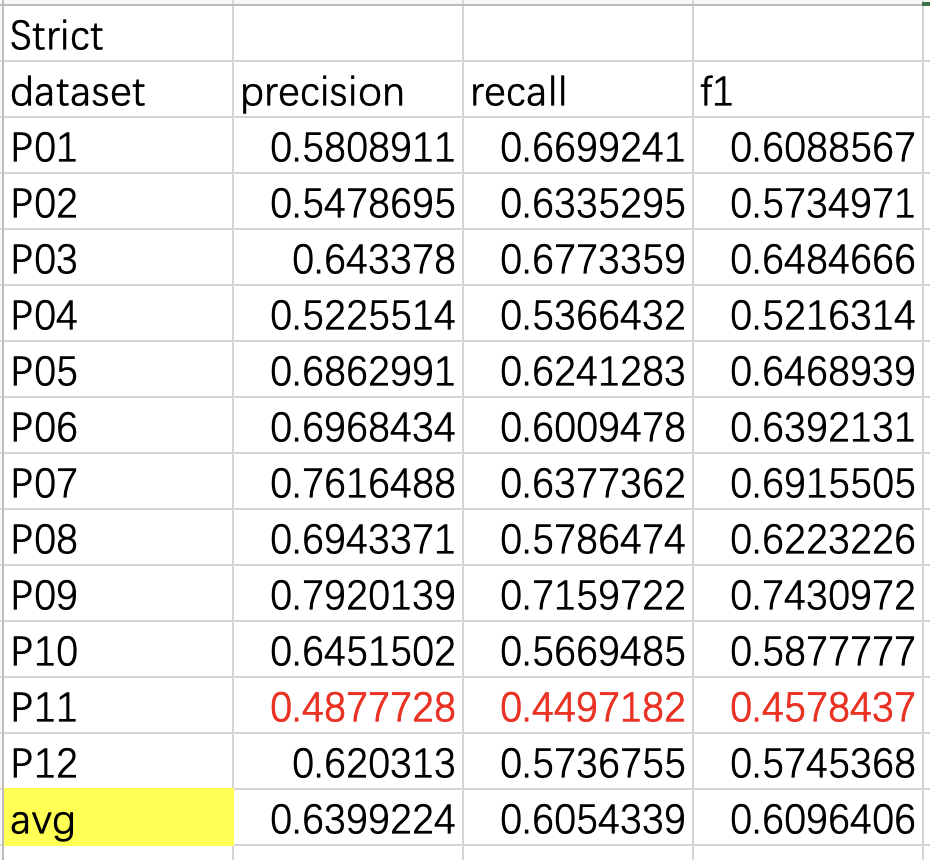 Strict
dataset precision recall f1
P01 0.5808911 0.6699241 0.6088567
P02 0.5478695 0.6335295 0.5734971
P03 0.643378 0.6773359 0.6484666
P04 0.5225514 0.5366432 0.5216314
P05 0.6862991 0.6241283 0.6468939
P06 0.6968434 0.6009478 0.6392131
P07 0.7616488 0.6377362 0.6915505
P08 0.6943371 0.5786474 0.6223226
P09 0.7920139 0.7159722 0.7430972
P10 0.6451502 0.5669485 0.5877777
P11 0.4877728 0.4497182 0.4578437
P12 0.620313 0.5736755 0.5745368
avg 0.6399224 0.6054339 0.6096406